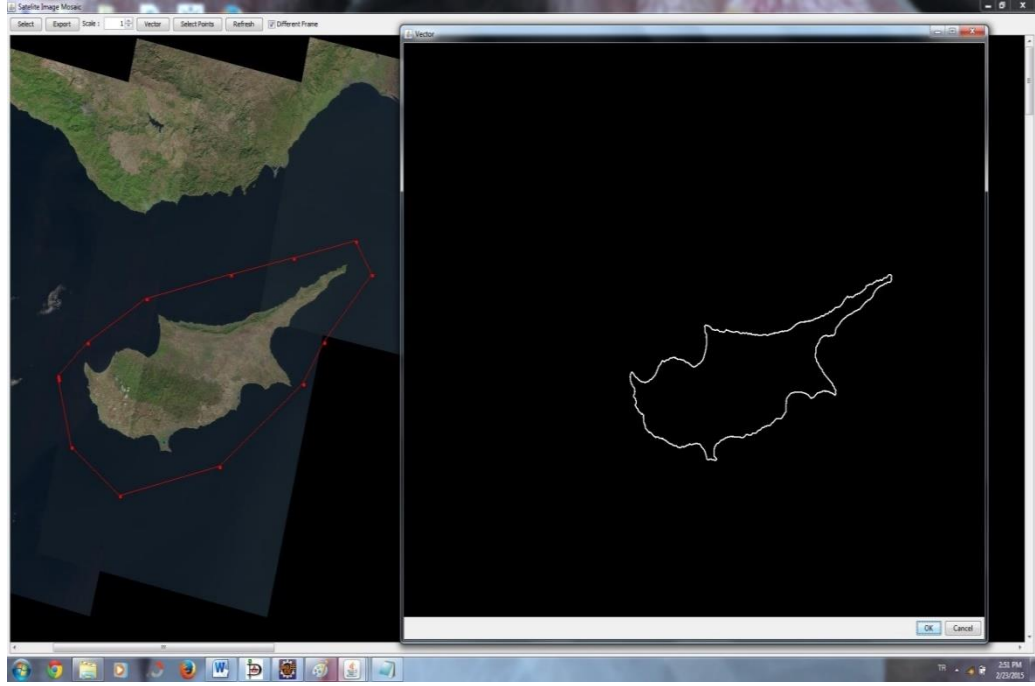 Satelite Image Mosaic
Select Export Scale : 1 Vector Select Points Refresh Different Frame
Vector
OK Cancel
TR
2:51 PM
2/23/2015